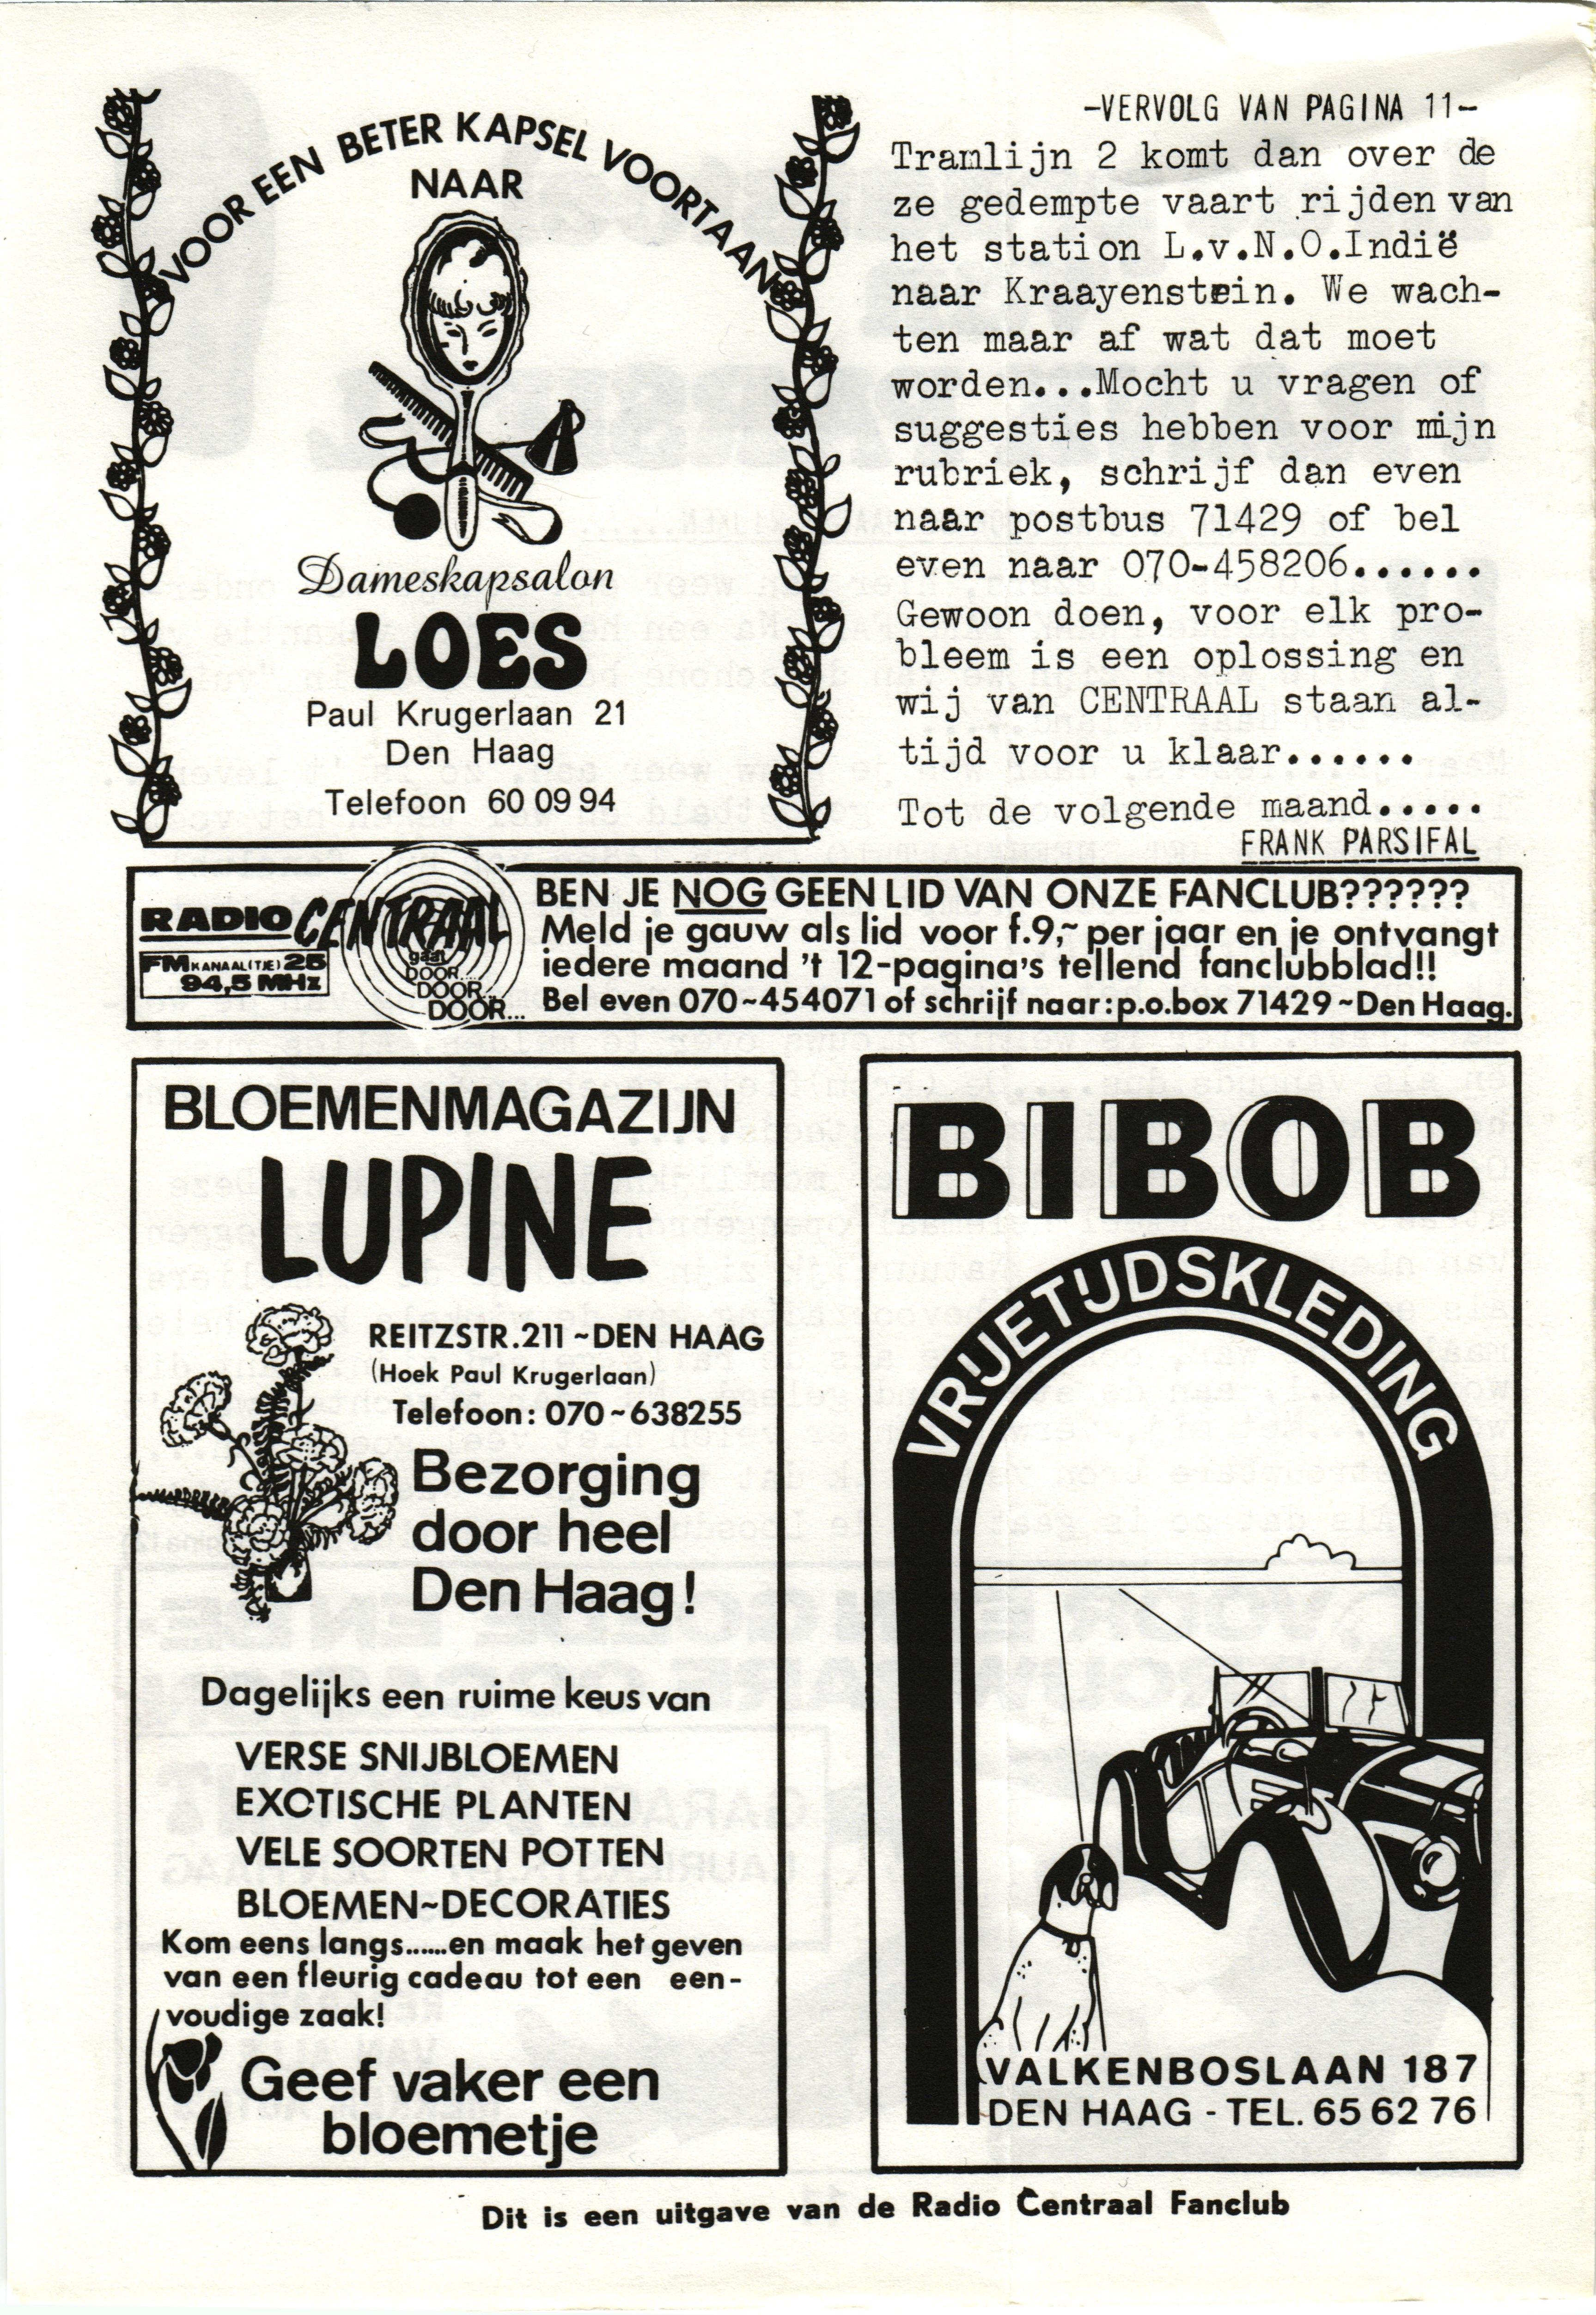 VOOR EEN BETER KAPSEL VOORTAAN
NAAR
Dameskapsalon
LOES
Paul Krugerlaan 21
Den Haag
Telefoon 60 09 94
-VERVOLG VAN PAGINA 11-
Tramlijn 2 komt dan over de
ze gedempte vaart rijden van
het station L.v.N.O.Indië
naar Kraayenstein. We wach-
ten maar af wat dat moet
worden...Mocht u vragen of
suggesties hebben voor mijn
rubriek, schrijf dan even
naar postbus 71429 of bel
even naar 070-458206......
Gewoon doen, voor elk pro-
bleem is een oplossing en
wij van CENTRAAL staan al-
tijd voor u klaar......
Tot de volgende maand.....
FRANK PARSIFAL
RADIO CENTRAAL
FM KANAAL(TJE) 25
94,5 MHz
gaat
DOOR....
DOOR...
DOOR...
BEN JE NOG GEEN LID VAN ONZE FANCLUB??????
Meld je gauw als lid voor f.9,~ per jaar en je ontvangt
iedere maand 't 12-pagina's tellend fanclubblad!!
Bel even 070~454071 of schrijf naar: p.o.box 71429~Den Haag.
BLOEMENMAGAZIJN
LUPINE
REITZSTR.211~DEN HAAG
(Hoek Paul Krugerlaan)
Telefoon: 070~638255
Bezorging
door heel
Den Haag!
Dagelijks een ruime keus van
VERSE SNIJBLOEMEN
EXOTISCHE PLANTEN
VELE SOORTEN POTTEN
BLOEMEN~DECORATIES
Kom eens langs......en maak het geven
van een fleurig cadeau tot een een-
voudige zaak!
Geef vaker een
bloemetje
BIBOB
VRIJETIJDSKLEDING
VALKENBOSLAAN 187
DEN HAAG - TEL. 65 62 76
Dit is een uitgave van de Radio Centraal Fanclub